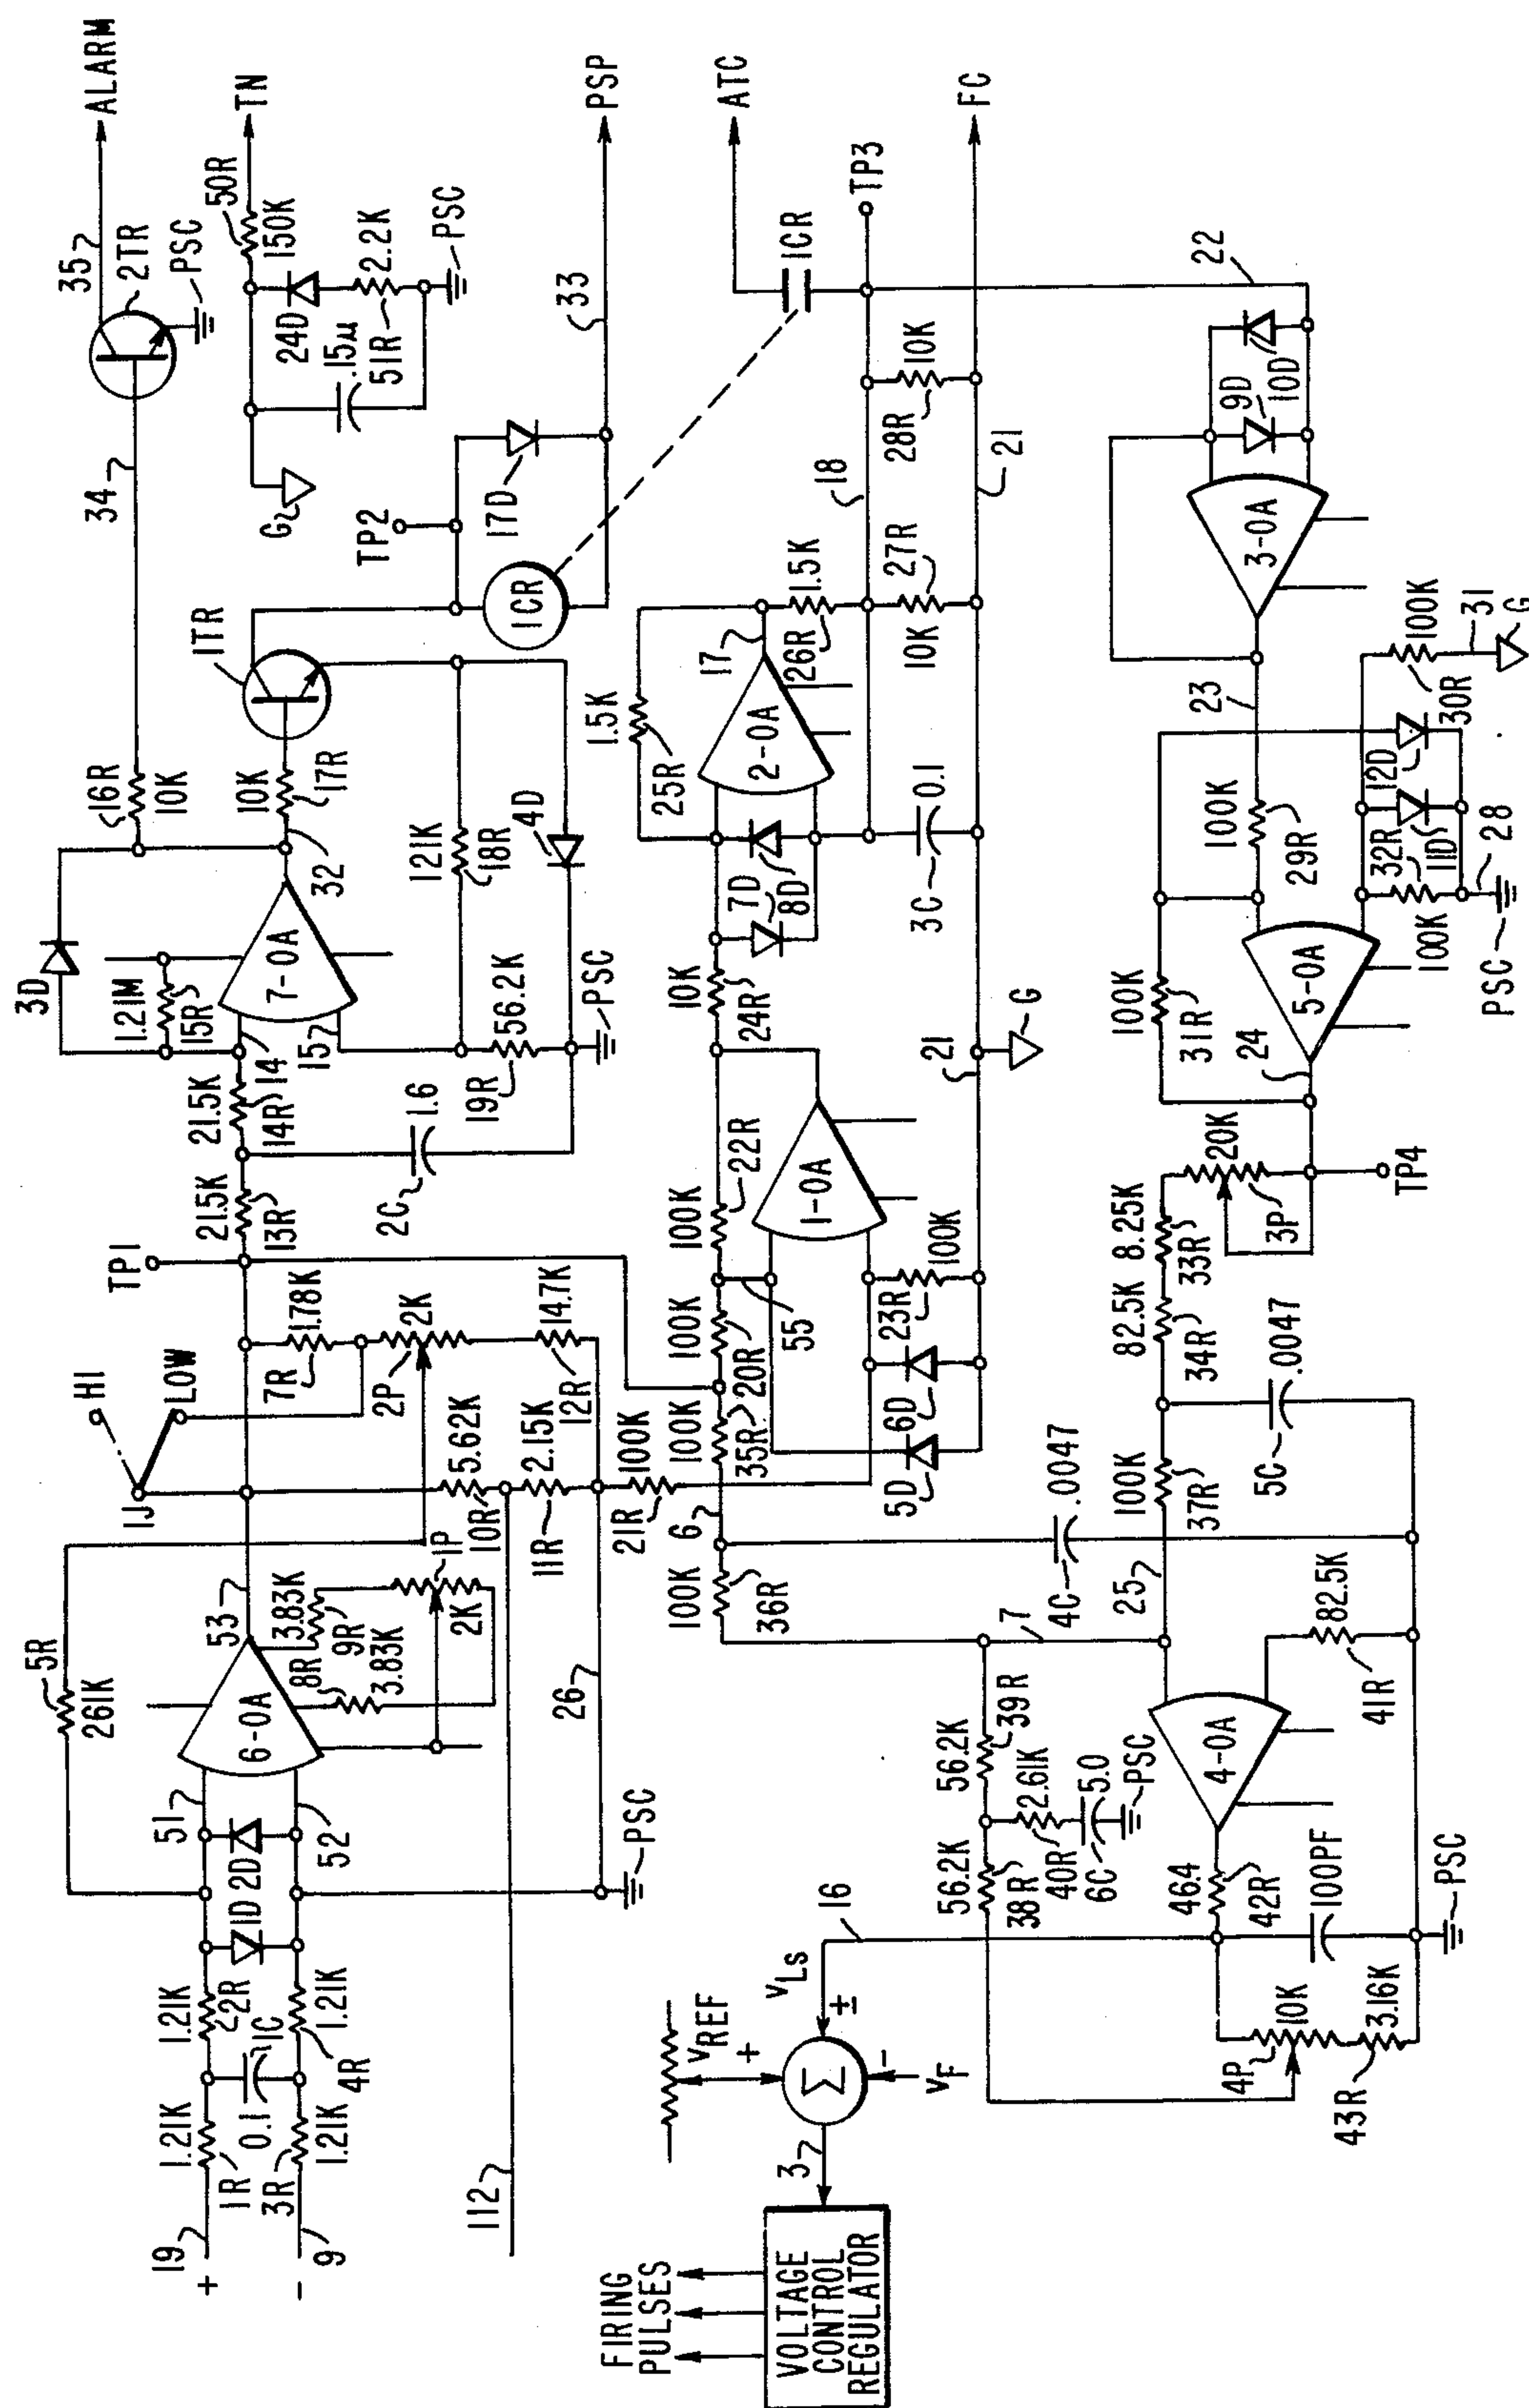 19
+
1.21K
1R
0.1
1C
3R
1.21K
-
9
1.21K
22R
1.21K
4R
1D
2D
51
52
5R
261K
6-OA
53
8R
3.83K
9R
3.83K
1P
2K
112
26
PSC
1J
HI
LOW
TP1
7R
1.78K
2P
2K
10R
5.62K
11R
2.15K
12R
14.7K
21R
100K
21.5K
13R
2C
1.6
21.5K
14R
14
15
3D
1.21M
15R
7-OA
19R
56.2K
PSC
121K
18R
4D
32
16R
10K
10K
17R
1TR
34
35
2TR
PSC
ALARM
50R
150K
TN
24D
2.2K
.15µ
51R
PSC
G
TP2
17D
1CR
33
PSP
ATC
1CR
TP3
FC
6
100K
36R
100K
35R
100K
20R
100K
22R
55
1-OA
100K
23R
6D
5D
10K
24R
21
G
7D
8D
3C
0.1
2-OA
1.5K
25R
17
1.5K
26R
10K
27R
18
28R
10K
21
22
3-OA
9D
10D
23
100K
29R
100K
31R
5-OA
24
100K
32R
11D
12D
28
PSC
30R
100K
31
G
20K
3P
TP4
8.25K
33R
82.5K
34R
5C
.0047
4C
.0047
100K
37R
25
7
4-OA
41R
82.5K
39R
56.2K
2.61K
40R
5.0
6C
PSC
56.2K
38R
16
464
42R
100PF
PSC
4P
10K
43R
3.16K
VLS
±
VREF
+
Σ
-
VF
3
VOLTAGE
CONTROL
REGULATOR
FIRING
PULSES